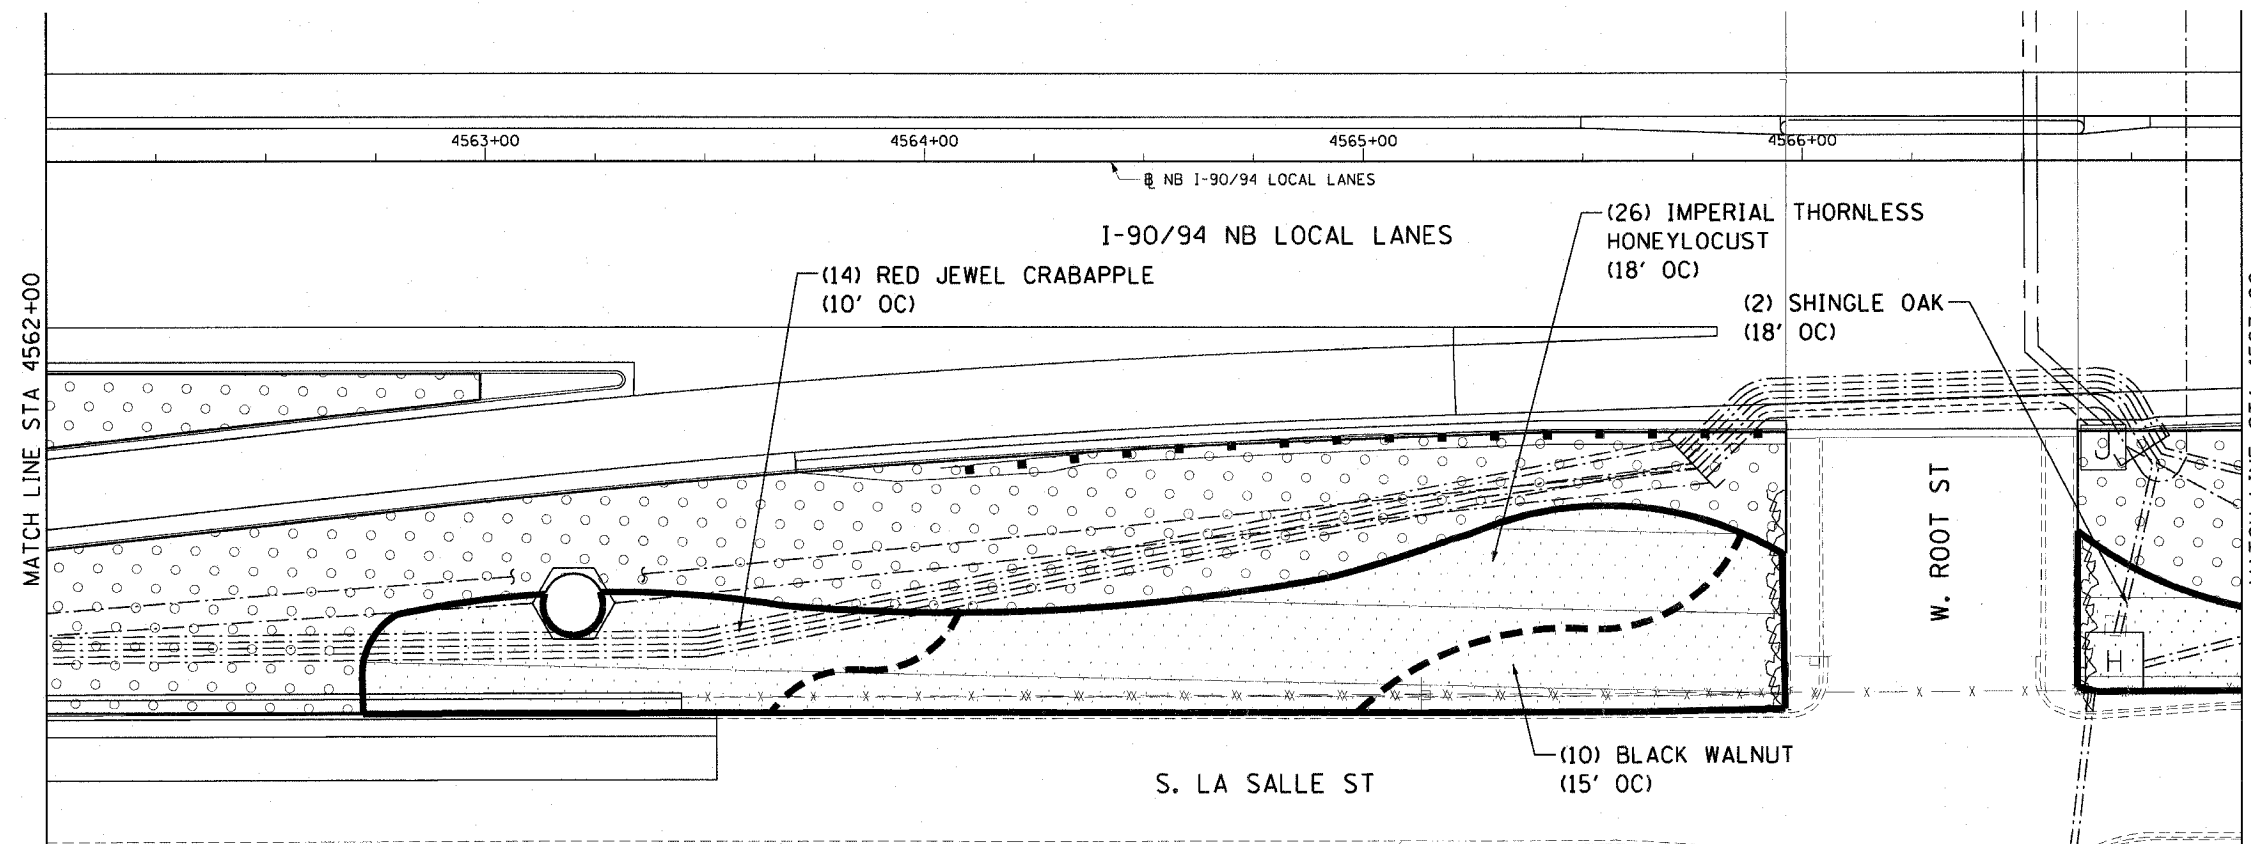 4563+00
4564+00
4565+00
4566+00
NB I-90/94 LOCAL LANES
I-90/94 NB LOCAL LANES
(26) IMPERIAL THORNLESS
HONEYLOCUST
(18' OC)
(14) RED JEWEL CRABAPPLE
(10' OC)
(2) SHINGLE OAK
(18' OC)
MATCH LINE STA 4562+00
J
W. ROOT ST
H
(10) BLACK WALNUT
(15' OC)
S. LA SALLE ST